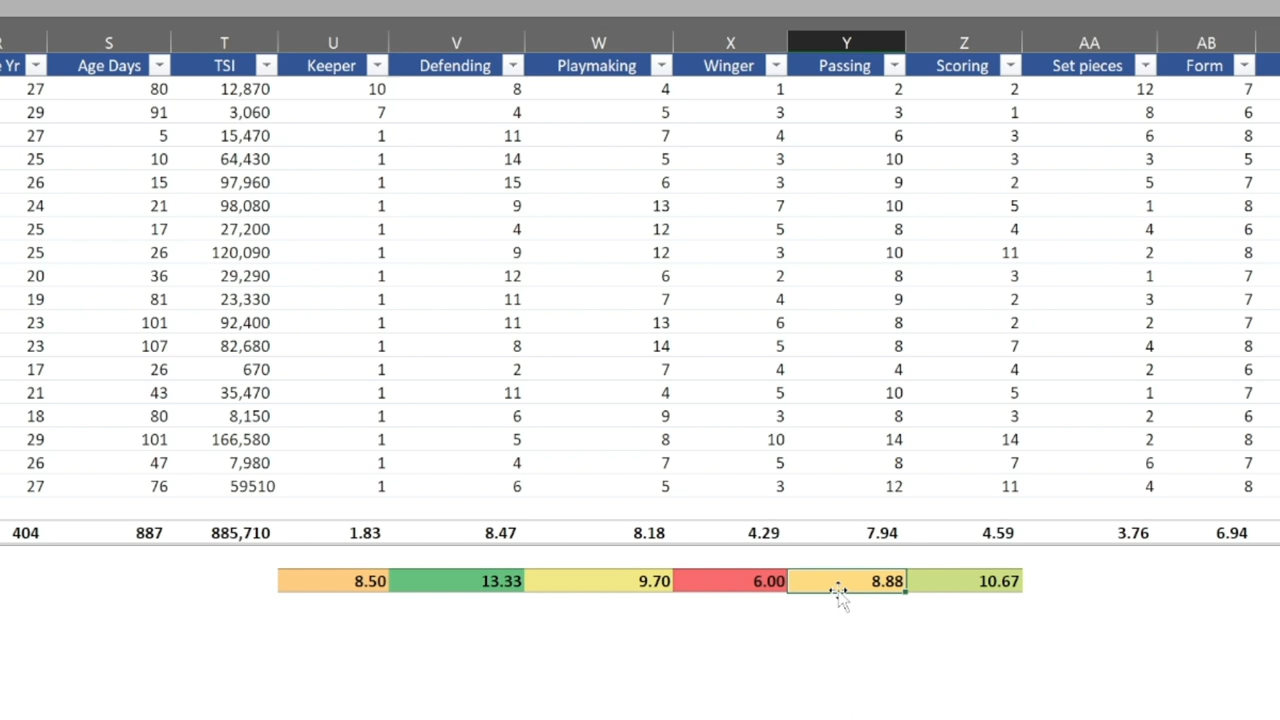 R S T U V W X Y Z AA AB
e Yr Age Days TSI Keeper Defending Playmaking Winger Passing Scoring Set pieces Form
27 80 12,870 10 8 4 1 2 2 12 7
29 91 3,060 7 4 5 3 3 1 8 6
27 5 15,470 1 11 7 4 6 3 6 8
25 10 64,430 1 14 5 3 10 3 3 5
26 15 97,960 1 15 6 3 9 2 5 7
24 21 98,080 1 9 13 7 10 5 1 8
25 17 27,200 1 4 12 5 8 4 4 6
25 26 120,090 1 9 12 3 10 11 2 8
20 36 29,290 1 12 6 2 8 3 1 7
19 81 23,330 1 11 7 4 9 2 3 7
23 101 92,400 1 11 13 6 8 2 2 7
23 107 82,680 1 8 14 5 8 7 4 8
17 26 670 1 2 7 4 4 4 2 6
21 43 35,470 1 11 4 5 10 5 1 7
18 80 8,150 1 6 9 3 8 3 2 6
29 101 166,580 1 5 8 10 14 14 2 8
26 47 7,980 1 4 7 5 8 7 6 7
27 76 59510 1 6 5 3 12 11 4 8
404 887 885,710 1.83 8.47 8.18 4.29 7.94 4.59 3.76 6.94
8.50 13.33 9.70 6.00 8.88 10.67